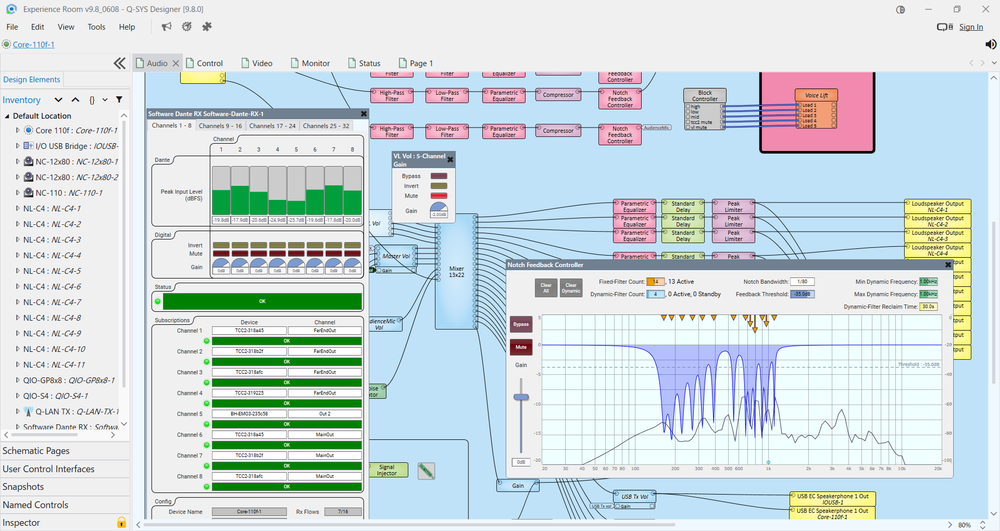 Experience Room v9.8_0608 - Q-SYS Designer [9.8.0]
File Edit View Tools Help
Sign In
Core-110f-1
Audio Control Video Monitor Status Page 1
Design Elements
Inventory {}
Default Location
Core 110f : Core-110f-1
I/O USB Bridge : IOUSB-
NC-12x80 : NC-12x80-1
NC-12x80 : NC-12x80-2
NC-110 : NC-110-1
NL-C4 : NL-C4-1
NL-C4 : NL-C4-2
NL-C4 : NL-C4-3
NL-C4 : NL-C4-4
NL-C4 : NL-C4-5
NL-C4 : NL-C4-6
NL-C4 : NL-C4-7
NL-C4 : NL-C4-8
NL-C4 : NL-C4-9
NL-C4 : NL-C4-10
NL-C4 : NL-C4-11
QIO-GP8x8 : QIO-GP8x8-1
QIO-S4 : QIO-S4-1
Q-LAN TX : Q-LAN-TX-1
Software Dante RX : Softwa
Schematic Pages
User Control Interfaces
Snapshots
Named Controls
Inspector
Software Dante RX Software-Dante-RX-1
Channels 1 - 8 Channels 9 - 16 Channels 17 - 24 Channels 25 - 32
Channel
1 2 3 4 5 6 7 8
Dante
Peak Input Level
(dBFS)
-19.8dB -17.9dB -20.6dB -24.9dB -25.7dB -19.6dB -17.8dB -20.0dB
Digital
Invert
Mute
Gain
0dB 0dB 0dB 0dB 0dB 0dB 0dB 0dB
Status
OK
Subscriptions
Device Channel
Channel 1 TCC2-318a45 FarEndOut
OK
Channel 2 TCC2-318b2f FarEndOut
OK
Channel 3 TCC2-318afc FarEndOut
OK
Channel 4 TCC2-319225 FarEndOut
OK
Channel 5 BH-EMO3-235c58 Out 2
OK
Channel 6 TCC2-318a45 MainOut
OK
Channel 7 TCC2-318b2f MainOut
OK
Channel 8 TCC2-318afc MainOut
OK
Config
Device Name Core-110f-1 Rx Flows 7/16
Filter Filter Equalizer Feedback
Controller
High-Pass
Filter
Low-Pass
Filter
Parametric
Equalizer
Compressor
Notch
Feedback
Controller
High-Pass
Filter
Low-Pass
Filter
Parametric
Equalizer
Compressor
Notch
Feedback
Controller
AudienceMic
Block
Controller
high
low
mid
tcc2 mute
vl mute
Voice Lift
Load 1
Load 2
Load 3
Load 4
Load 5
VL Vol : 5-Channel
Gain
Bypass
Invert
Mute
Gain
-2.00dB
L Vol
Master Vol
Gain
Mixer
13x22
dienceMic
Vol
oise
ator
Signal
Injector
INJECTOR
Gain
Parametric
Equalizer
Standard
Delay
Peak
Limiter
Loudspeaker Output
NL-C4-1
Parametric
Equalizer
Standard
Delay
Peak
Limiter
Loudspeaker Output
NL-C4-2
Parametric
Equalizer
Standard
Delay
Peak
Limiter
Loudspeaker Output
NL-C4-3
Parametric
Standard
Peak
Loudspeaker Output
NL-C4-4
tput
tput
tput
tput
tput
tput
Notch Feedback Controller
Clear
All
Clear
Dynamic
Fixed-Filter Count: 14 , 13 Active
Dynamic-Filter Count: 4 , 0 Active, 0 Standby
Notch Bandwidth: 1/80
Feedback Threshold: -35.0dB
Min Dynamic Frequency: 1.00kHz
Max Dynamic Frequency: 1.00kHz
Dynamic-Filter Reclaim Time: 30.0s
Bypass
Mute
Gain
0dB
5 0 -5 -10 -15 -20
Threshold : -35.0dB
0 -20 -40 -60 -80 -100
20 30 40 50 60 70 80 100 200 300 400 500 600 1k 2k 3k 4k 5k 6k 7k 8k 10k 20k
USB Tx Vol
USB Tx vol
Gain
USB EC Speakerphone 1 Out
IOUSB-1
USB EC Speakerphone 1 Out
Core-110f-1
80%